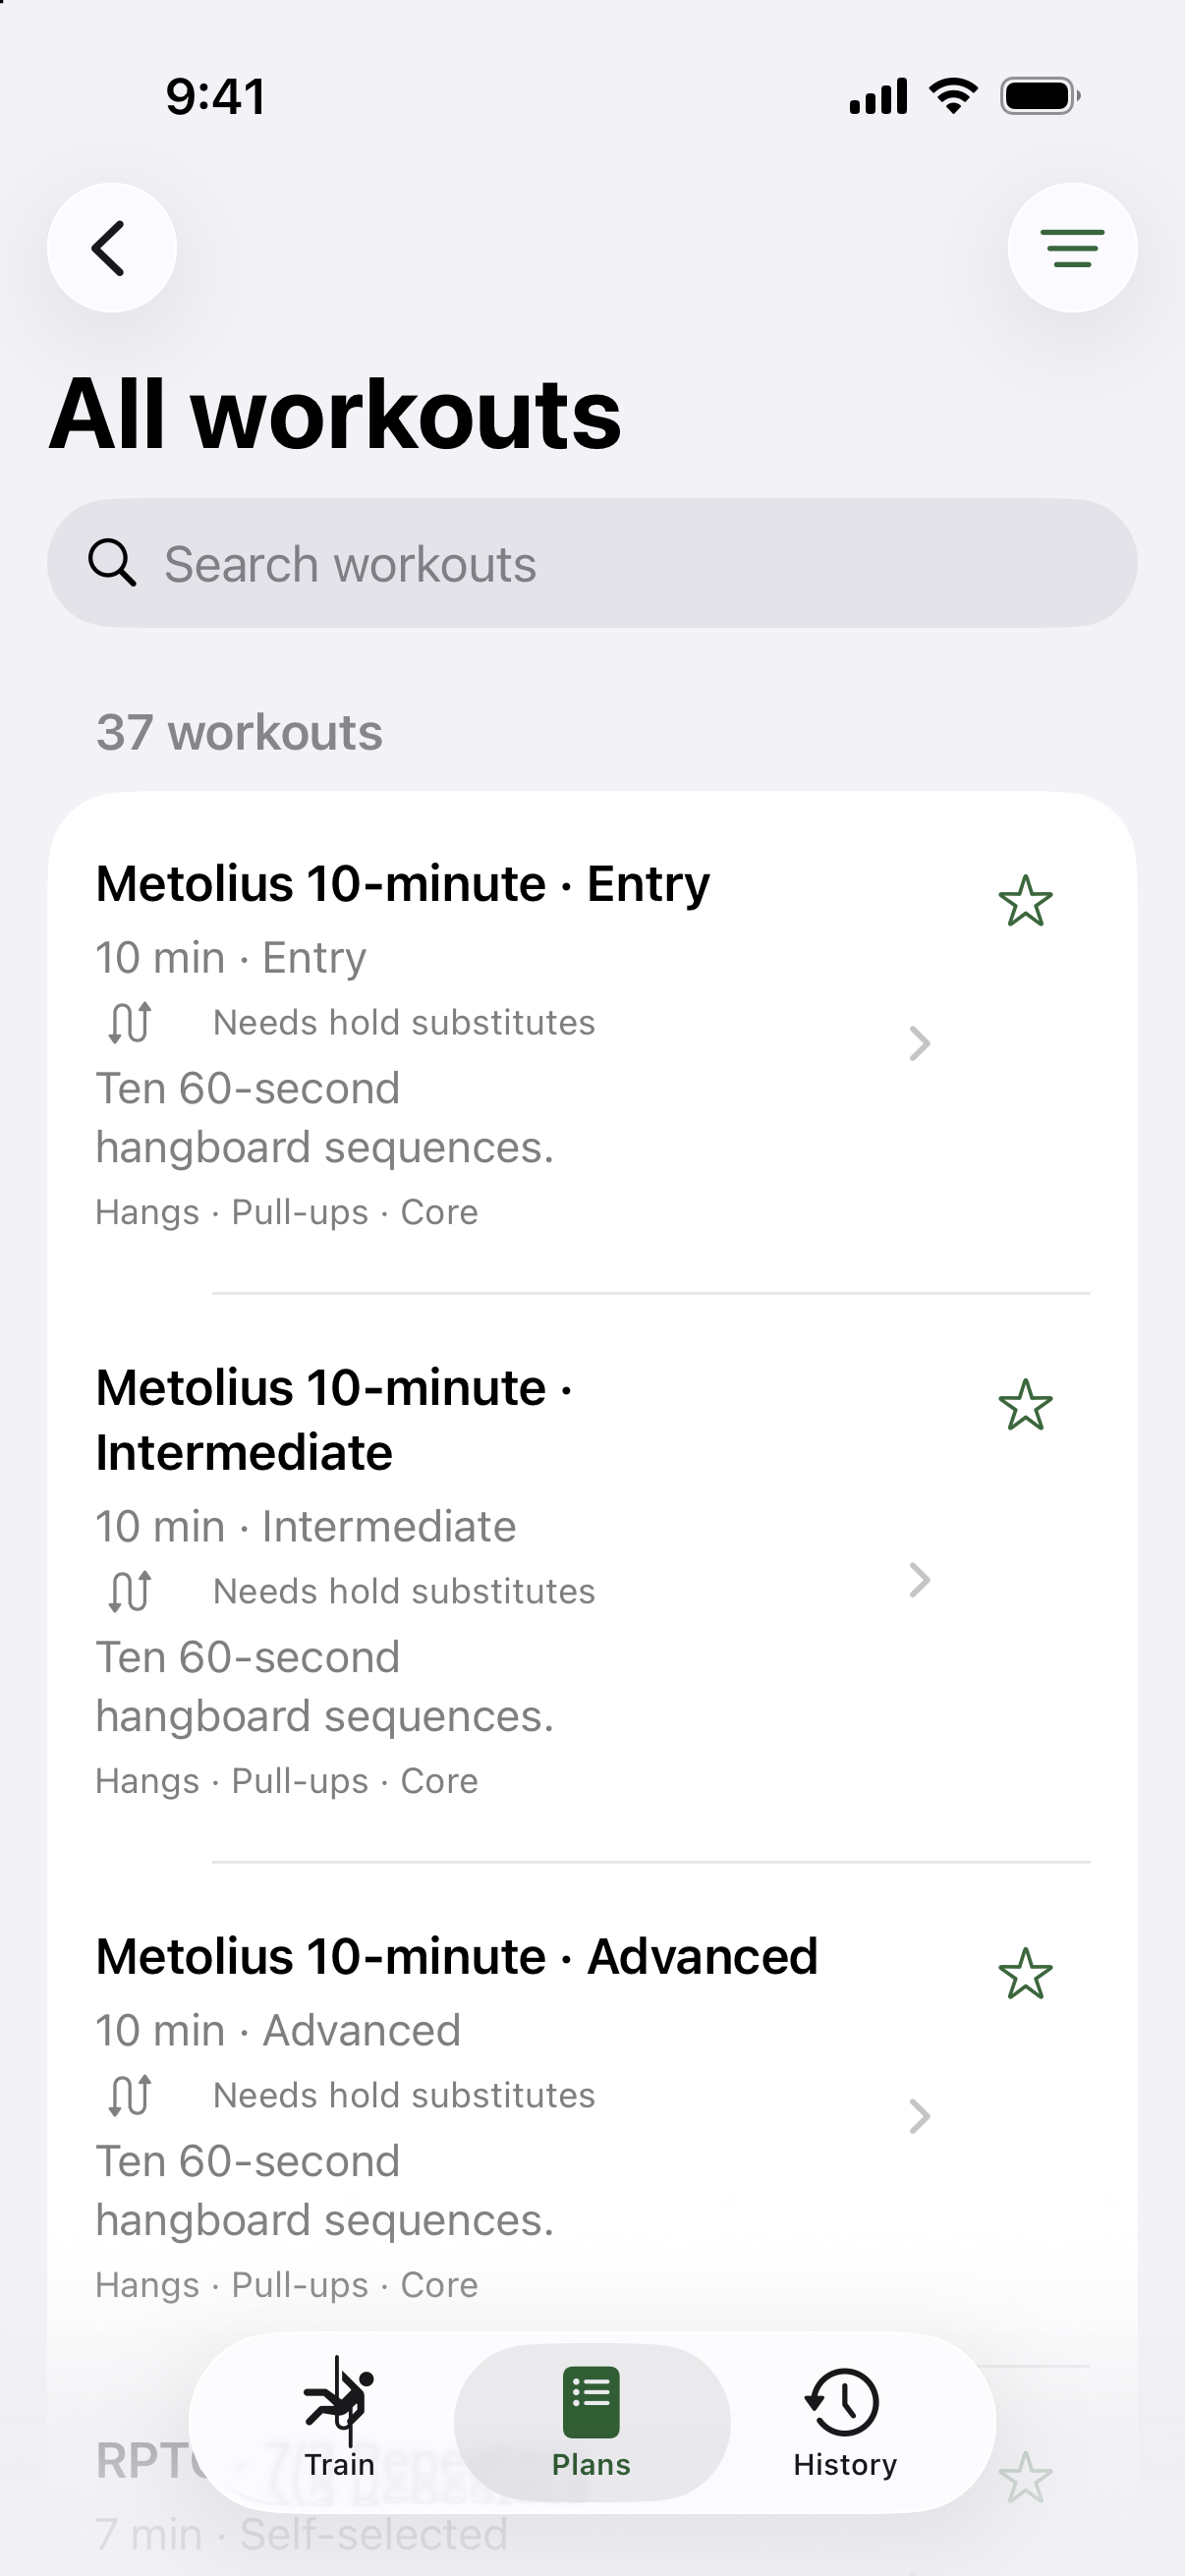 9:41
All workouts
Search workouts
37 workouts
Metolius 10-minute · Entry
10 min · Entry
Needs hold substitutes
Ten 60-second
hangboard sequences.
Hangs · Pull-ups · Core
Metolius 10-minute ·
Intermediate
10 min · Intermediate
Needs hold substitutes
Ten 60-second
hangboard sequences.
Hangs · Pull-ups · Core
Metolius 10-minute · Advanced
10 min · Advanced
Needs hold substitutes
Ten 60-second
hangboard sequences.
Hangs · Pull-ups · Core
7 min · Self-selected
Train
Plans
History